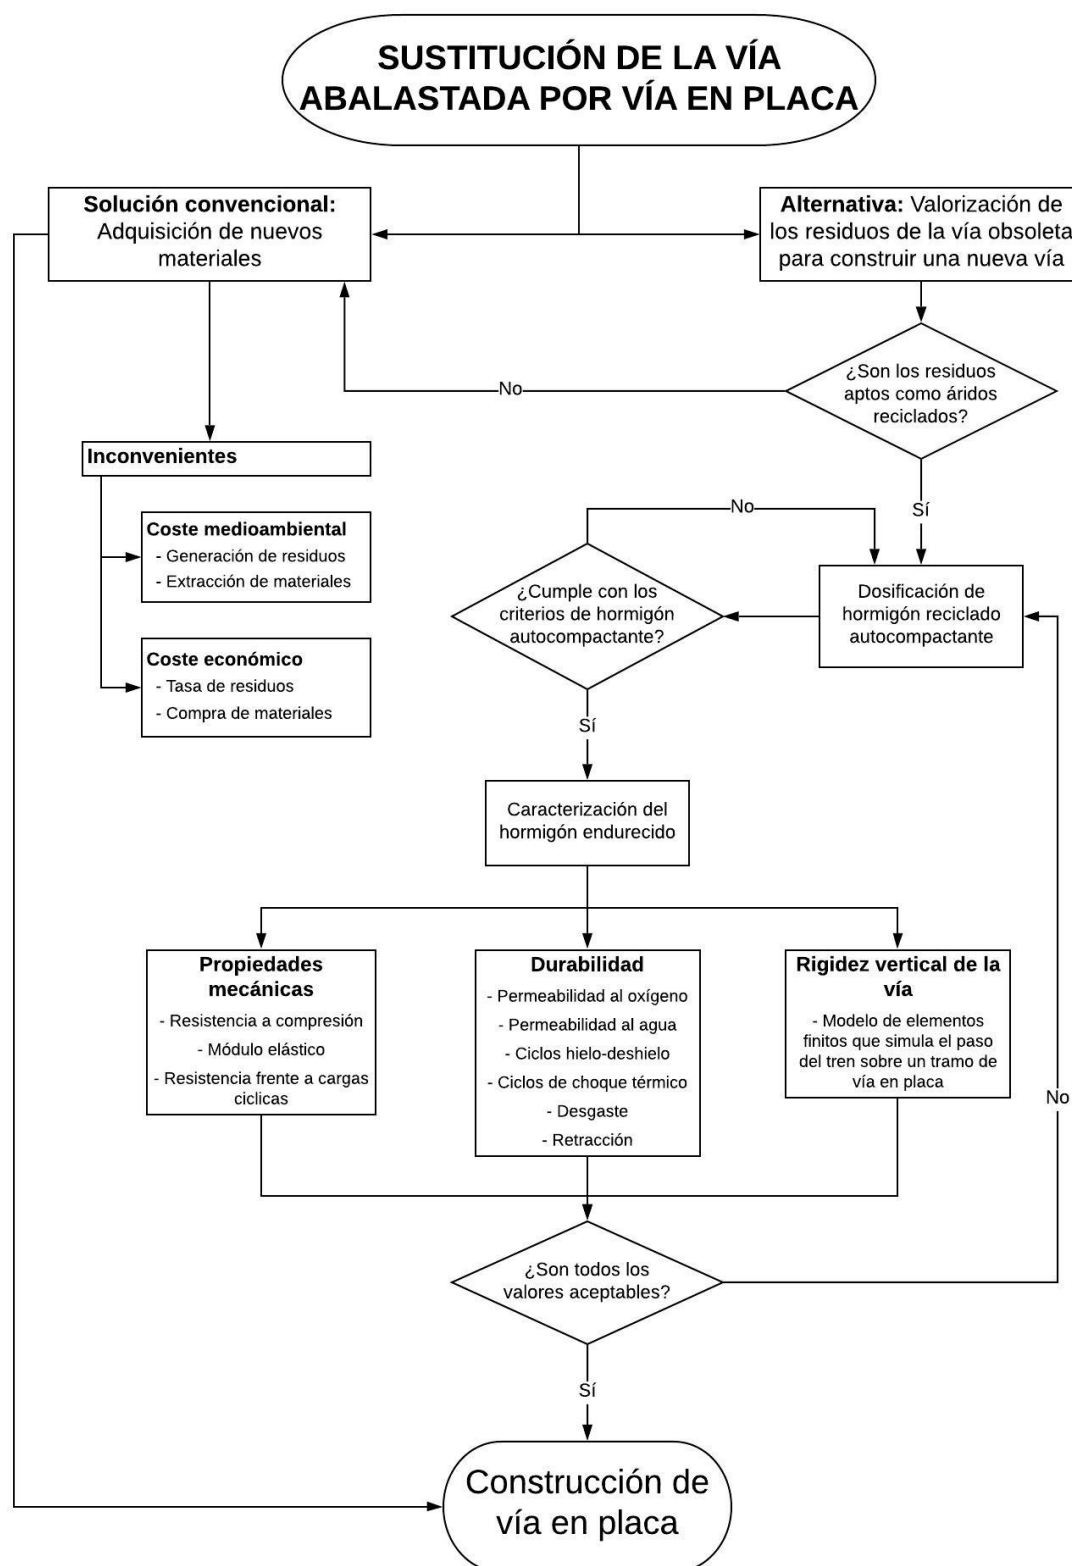 SUSTITUCIÓN DE LA VÍA
ABALASTADA POR VÍA EN PLACA
Solución convencional:
Adquisición de nuevos
materiales
Alternativa: Valorización de
los residuos de la vía obsoleta
para construir una nueva vía
¿Son los residuos
aptos como áridos
reciclados?
No
Sí
Inconvenientes
Coste medioambiental
- Generación de residuos
- Extracción de materiales
Coste económico
- Tasa de residuos
- Compra de materiales
No
¿Cumple con los
criterios de hormigón
autocompactante?
Dosificación de
hormigón reciclado
autocompactante
Sí
Caracterización del
hormigón endurecido
Propiedades
mecánicas
- Resistencia a compresión
- Módulo elástico
- Resistencia frente a cargas
ciclicas
Durabilidad
- Permeabilidad al oxígeno
- Permeabilidad al agua
- Ciclos hielo-deshielo
- Ciclos de choque térmico
- Desgaste
- Retracción
Rigidez vertical de la
vía
- Modelo de elementos
finitos que simula el paso
del tren sobre un tramo de
vía en placa
No
¿Son todos los
valores aceptables?
Sí
Construcción de
vía en placa